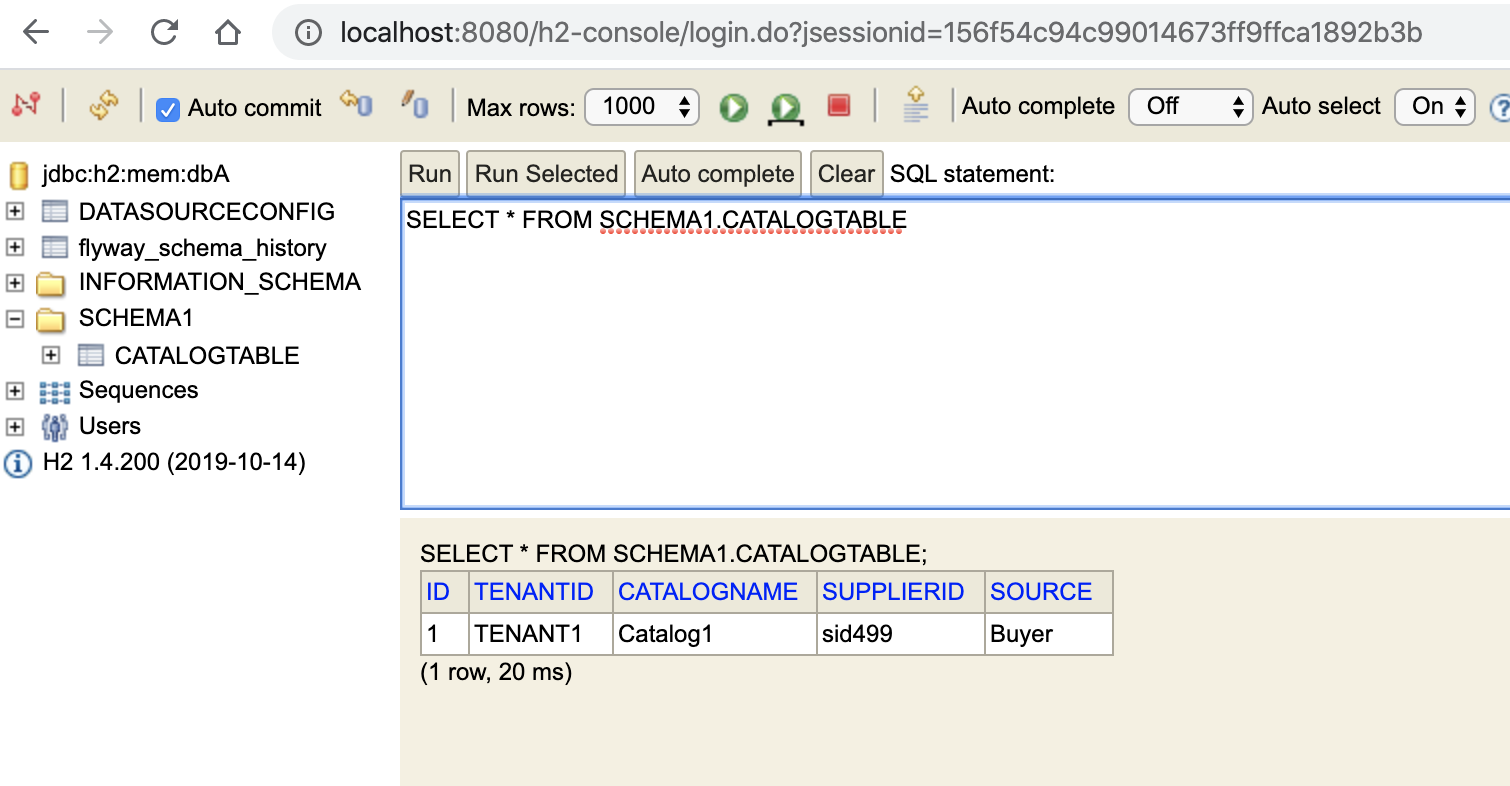 localhost:8080/h2-console/login.do?jsessionid=156f54c94c99014673ff9ffca1892b3b
Auto commit Max rows: 1000 Auto complete Off Auto select On ?
jdbc:h2:mem:dbA
DATASOURCECONFIG
flyway_schema_history
INFORMATION_SCHEMA
SCHEMA1
CATALOGTABLE
Sequences
Users
H2 1.4.200 (2019-10-14)
Run Run Selected Auto complete Clear SQL statement:
SELECT * FROM SCHEMA1.CATALOGTABLE
SELECT * FROM SCHEMA1.CATALOGTABLE;
ID TENANTID CATALOGNAME SUPPLIERID SOURCE
1 TENANT1 Catalog1 sid499 Buyer
(1 row, 20 ms)